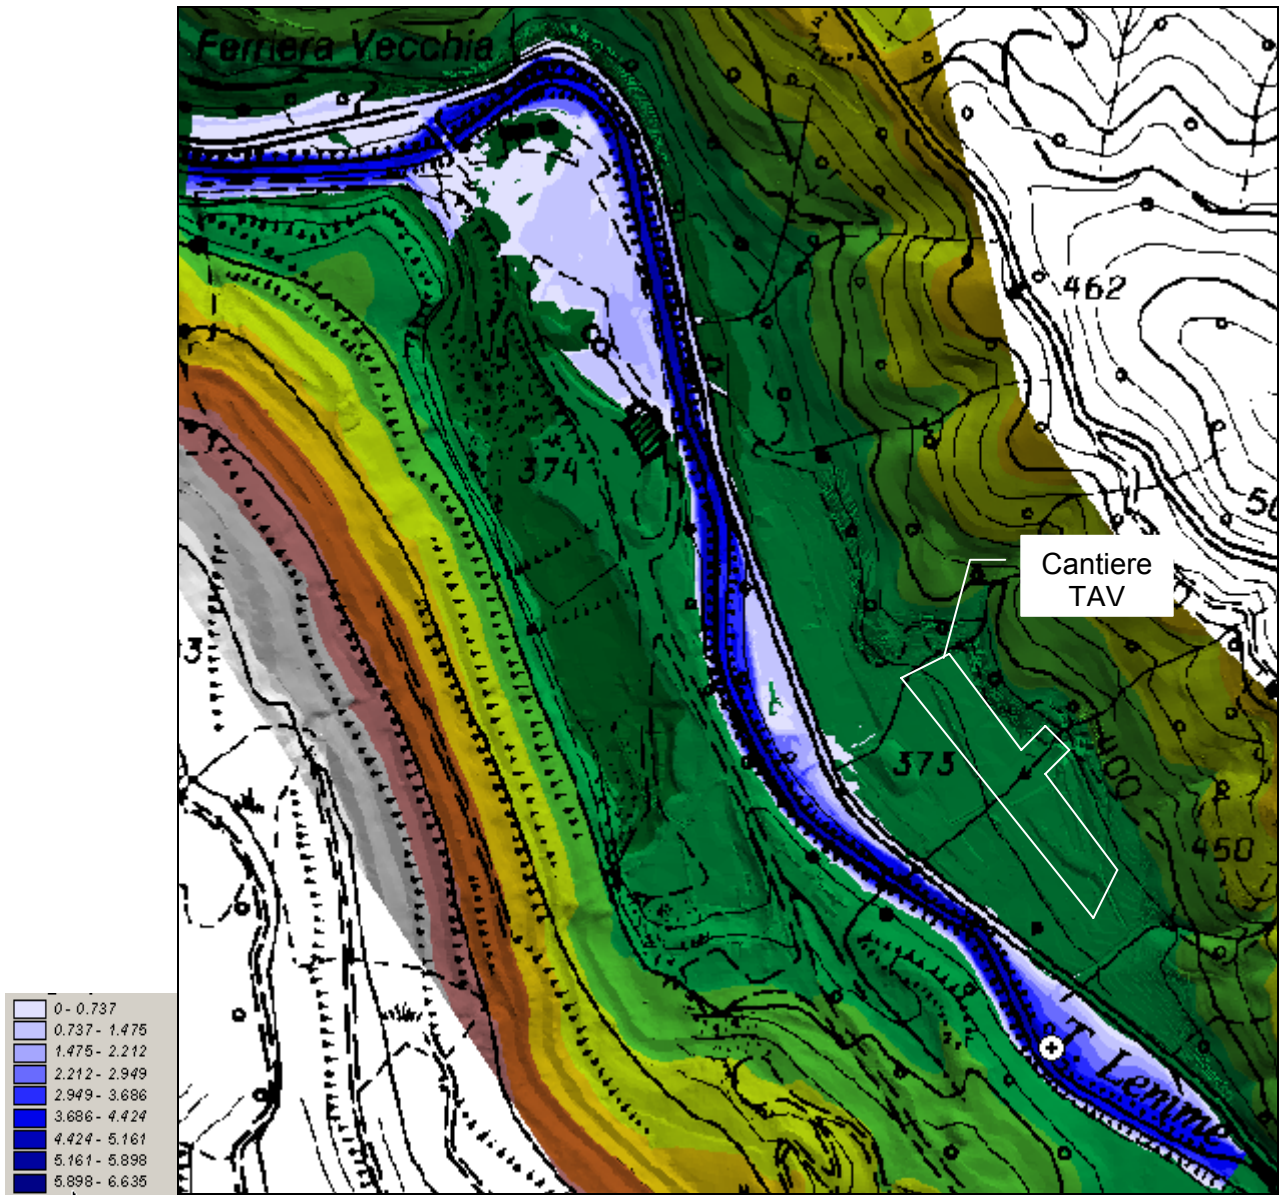 Ferriera Vecchia
462
374
Cantiere
TAV
373
400
450
T. Lemme
0 - 0.737
0.737 - 1.475
1.475 - 2.212
2.212 - 2.949
2.949 - 3.686
3.686 - 4.424
4.424 - 5.161
5.161 - 5.898
5.898 - 6.635